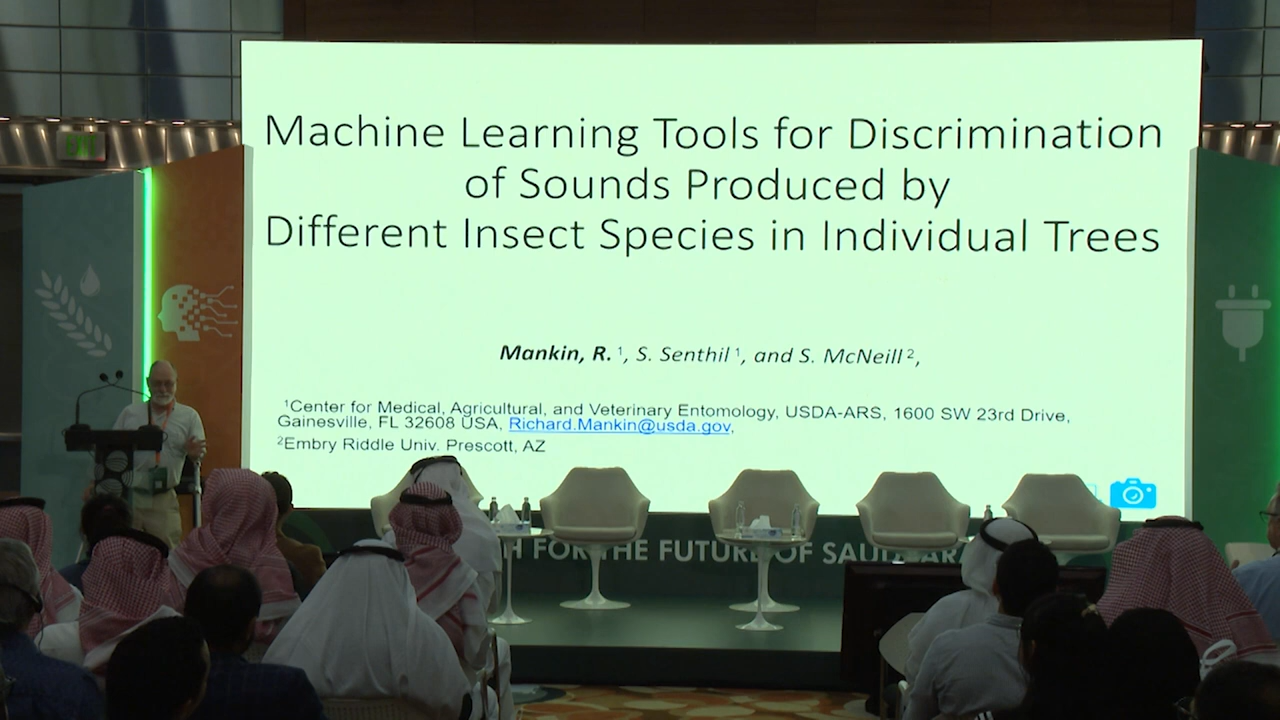 EXIT
Machine Learning Tools for Discrimination
of Sounds Produced by
Different Insect Species in Individual Trees
Mankin, R. ¹, S. Senthil ¹, and S. McNeill ²,
¹Center for Medical, Agricultural, and Veterinary Entomology, USDA-ARS, 1600 SW 23rd Drive,
Gainesville, FL 32608 USA, Richard.Mankin@usda.gov,
²Embry Riddle Univ. Prescott, AZ
FOR THE FUTURE OF